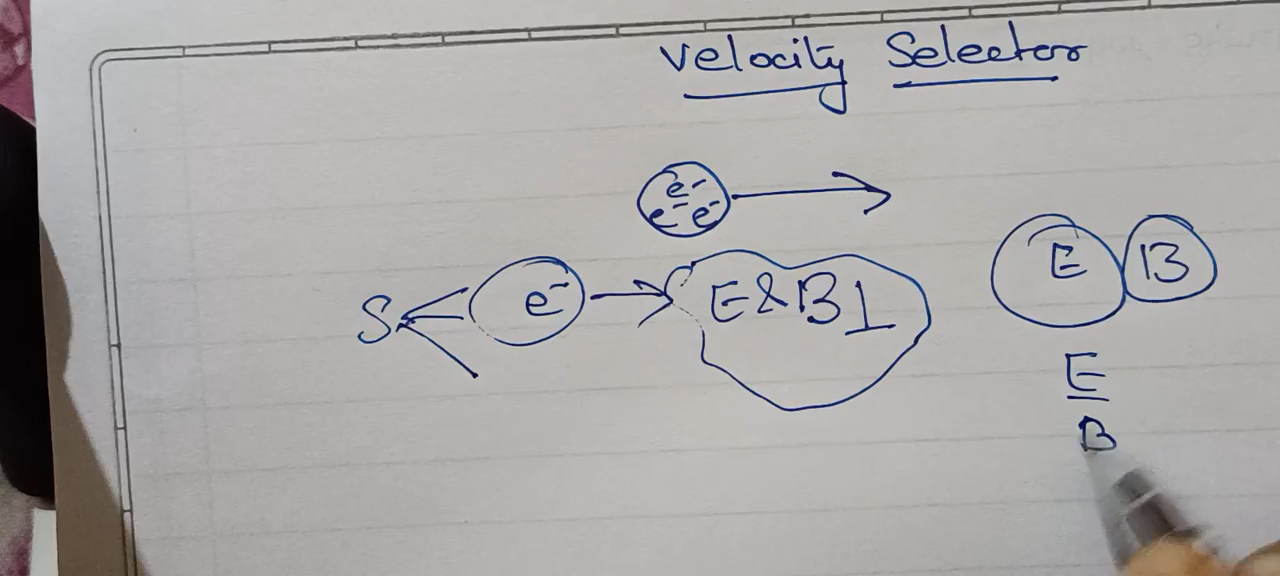 Velocity Selector
e⁻
e⁻ e⁻
S e⁻ E & B ⊥
E B
E
B